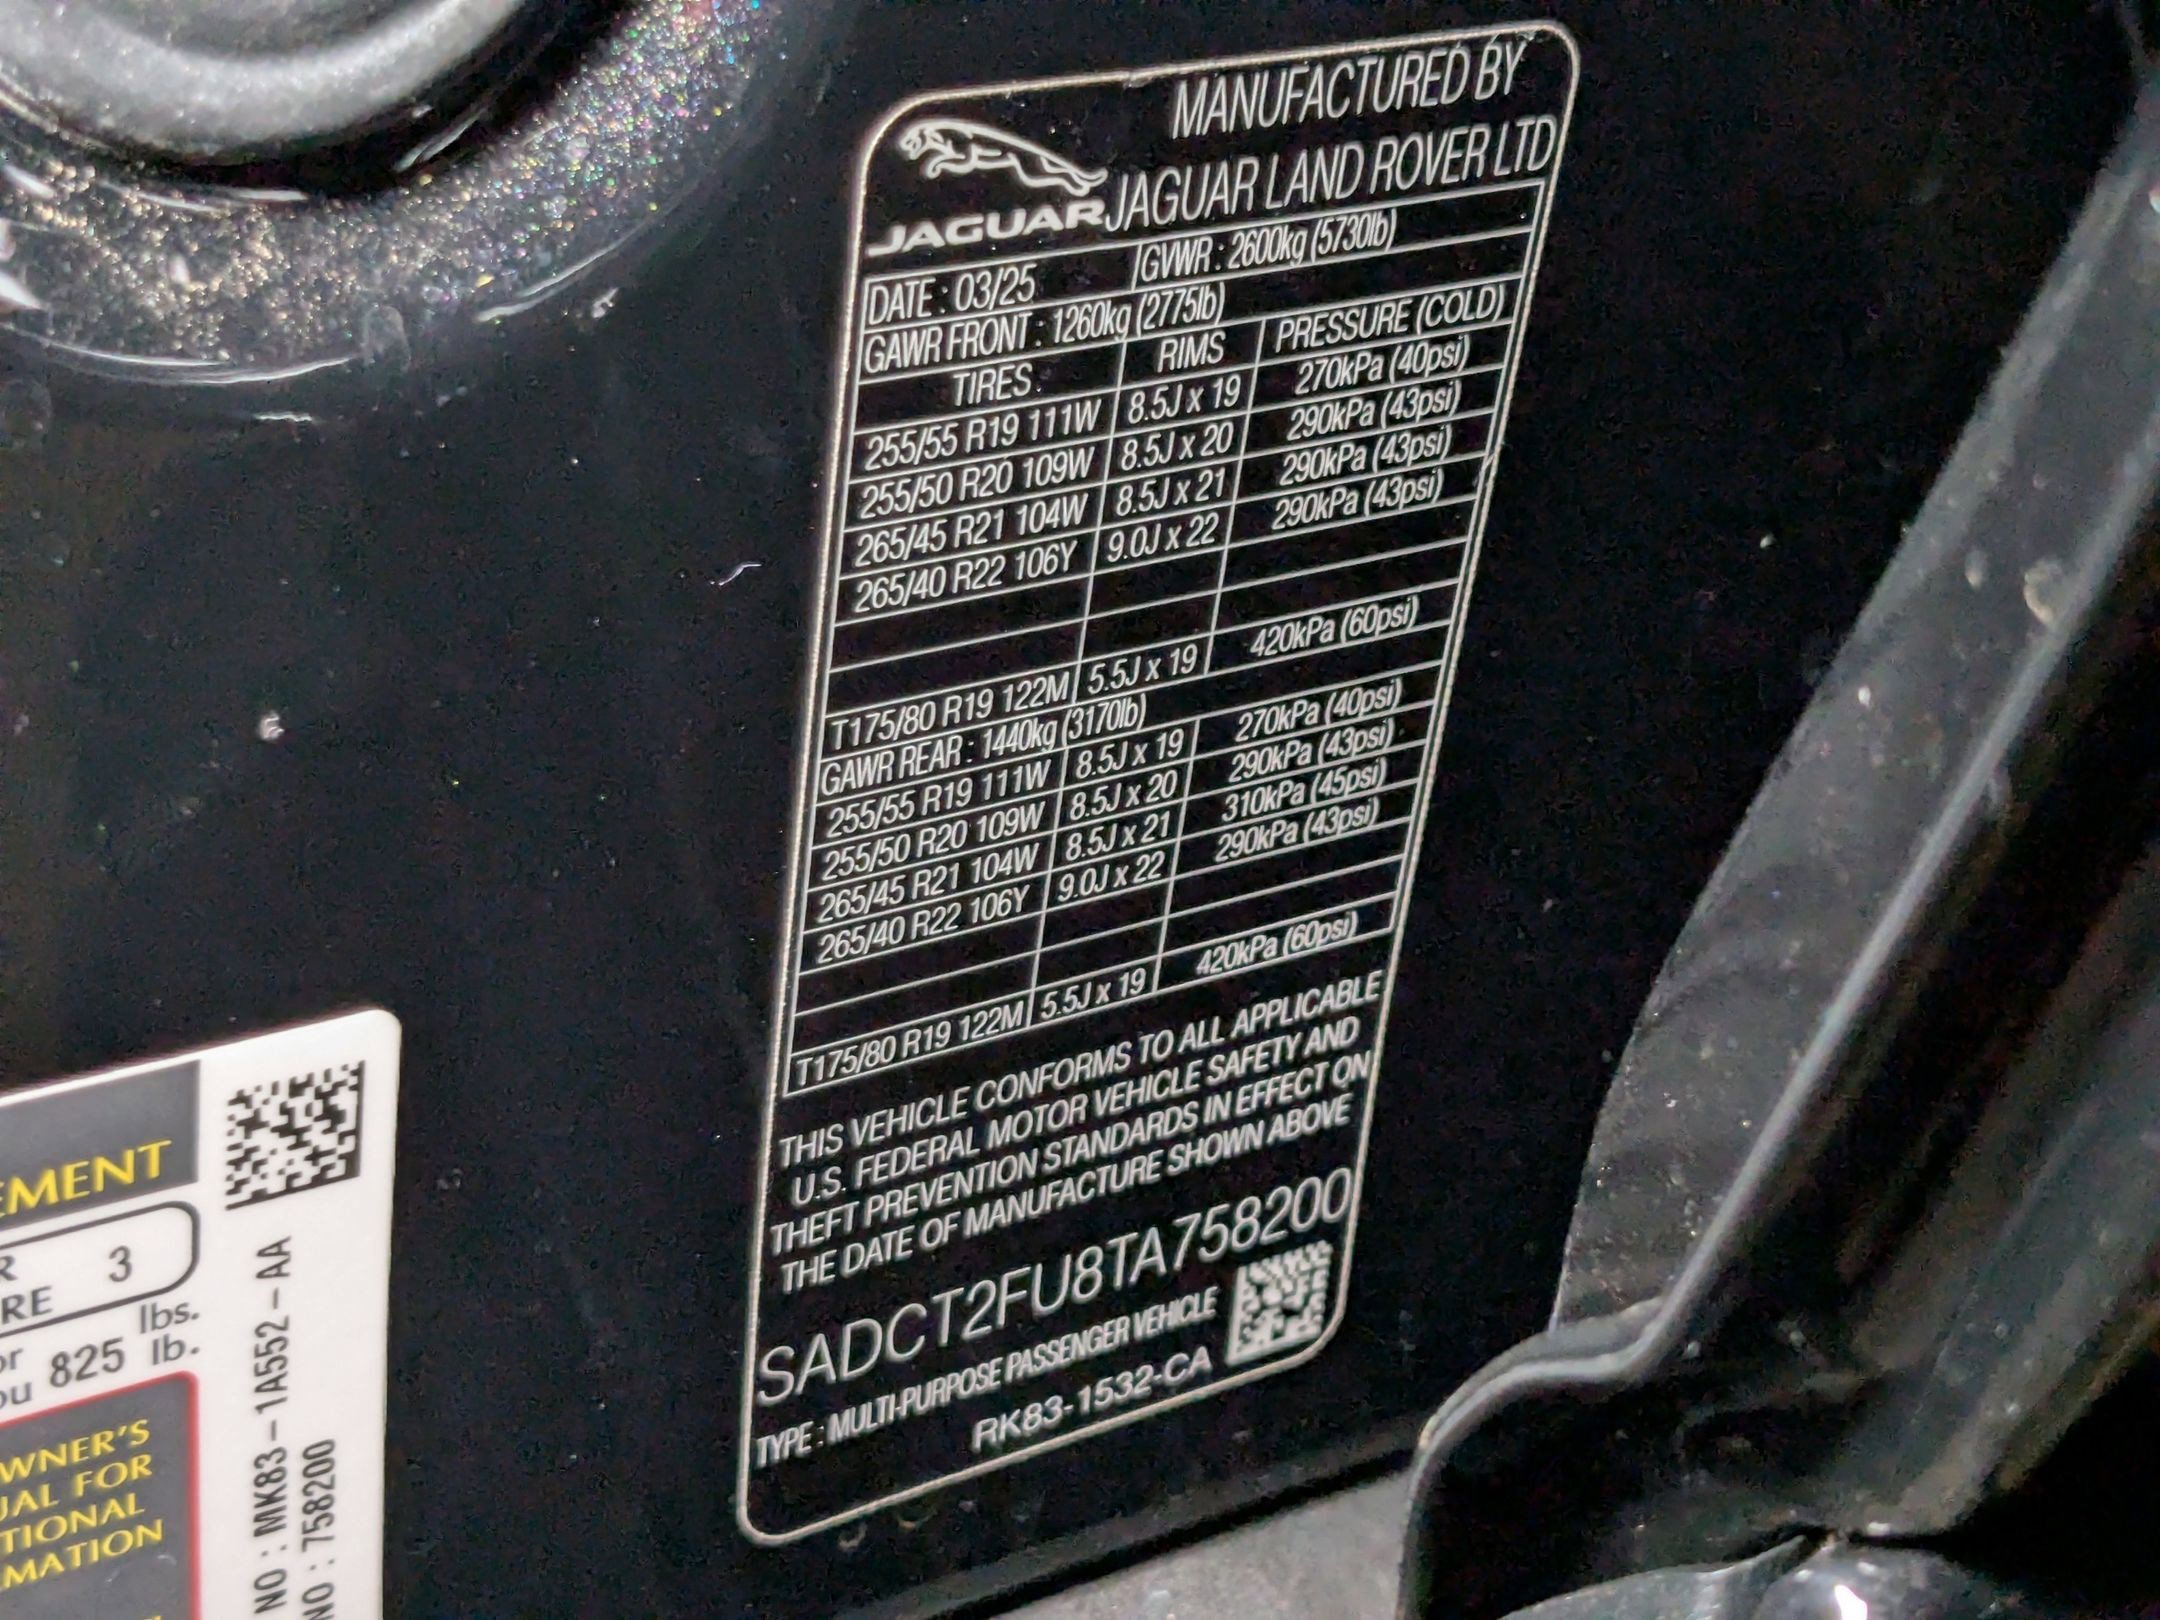 MANUFACTURED BY
JAGUAR JAGUAR LAND ROVER LTD
DATE : 03/25 GVWR : 2600kg (5730lb)
GAWR FRONT : 1260kg (2775lb)
TIRES RIMS PRESSURE (COLD)
255/55 R19 111W 8.5J x 19 270kPa (40psi)
255/50 R20 109W 8.5J x 20 290kPa (43psi)
265/45 R21 104W 8.5J x 21 290kPa (43psi)
265/40 R22 106Y 9.0J x 22 290kPa (43psi)
T175/80 R19 122M 5.5J x 19 420kPa (60psi)
GAWR REAR : 1440kg (3170lb)
255/55 R19 111W 8.5J x 19 270kPa (40psi)
255/50 R20 109W 8.5J x 20 290kPa (43psi)
265/45 R21 104W 8.5J x 21 310kPa (45psi)
265/40 R22 106Y 9.0J x 22 290kPa (43psi)
T175/80 R19 122M 5.5J x 19 420kPa (60psi)
THIS VEHICLE CONFORMS TO ALL APPLICABLE
U.S. FEDERAL MOTOR VEHICLE SAFETY AND
THEFT PREVENTION STANDARDS IN EFFECT ON
THE DATE OF MANUFACTURE SHOWN ABOVE
SADCT2FU8TA758200
TYPE : MULTI-PURPOSE PASSENGER VEHICLE
RK83-1532-CA
EMENT
R 3
RE
or 825 lbs.
ou lb.
WNER'S
UAL FOR
TIONAL
MATION
NO : MK83-1A552-AA
NO : 758200